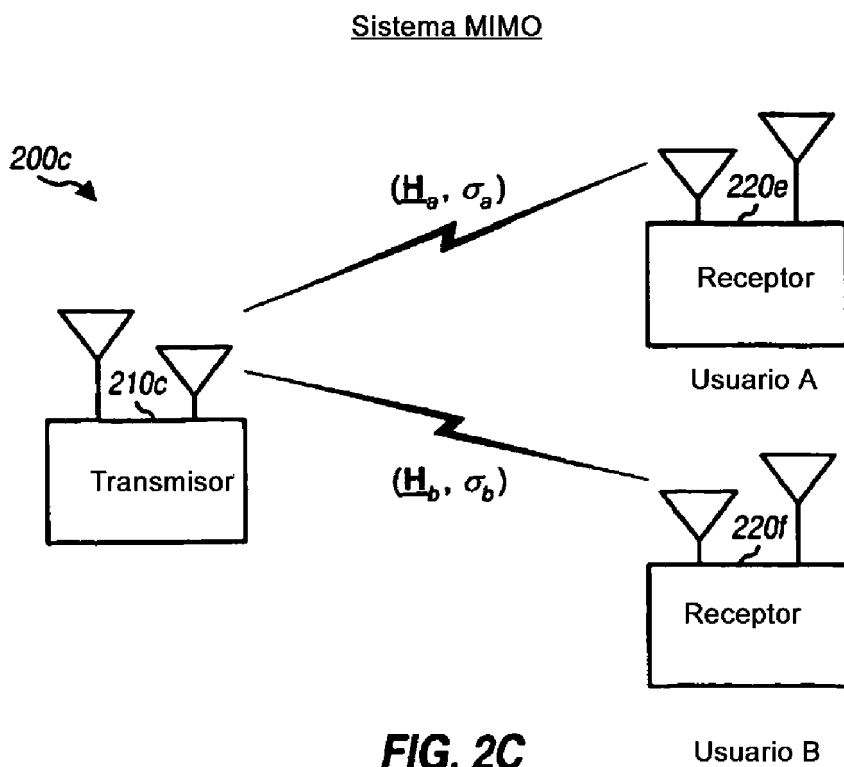 Sistema MIMO
200c
(H_a, σ_a)
220e
Receptor
Usuario A
210c
Transmisor
(H_b, σ_b)
220f
Receptor
FIG. 2C
Usuario B